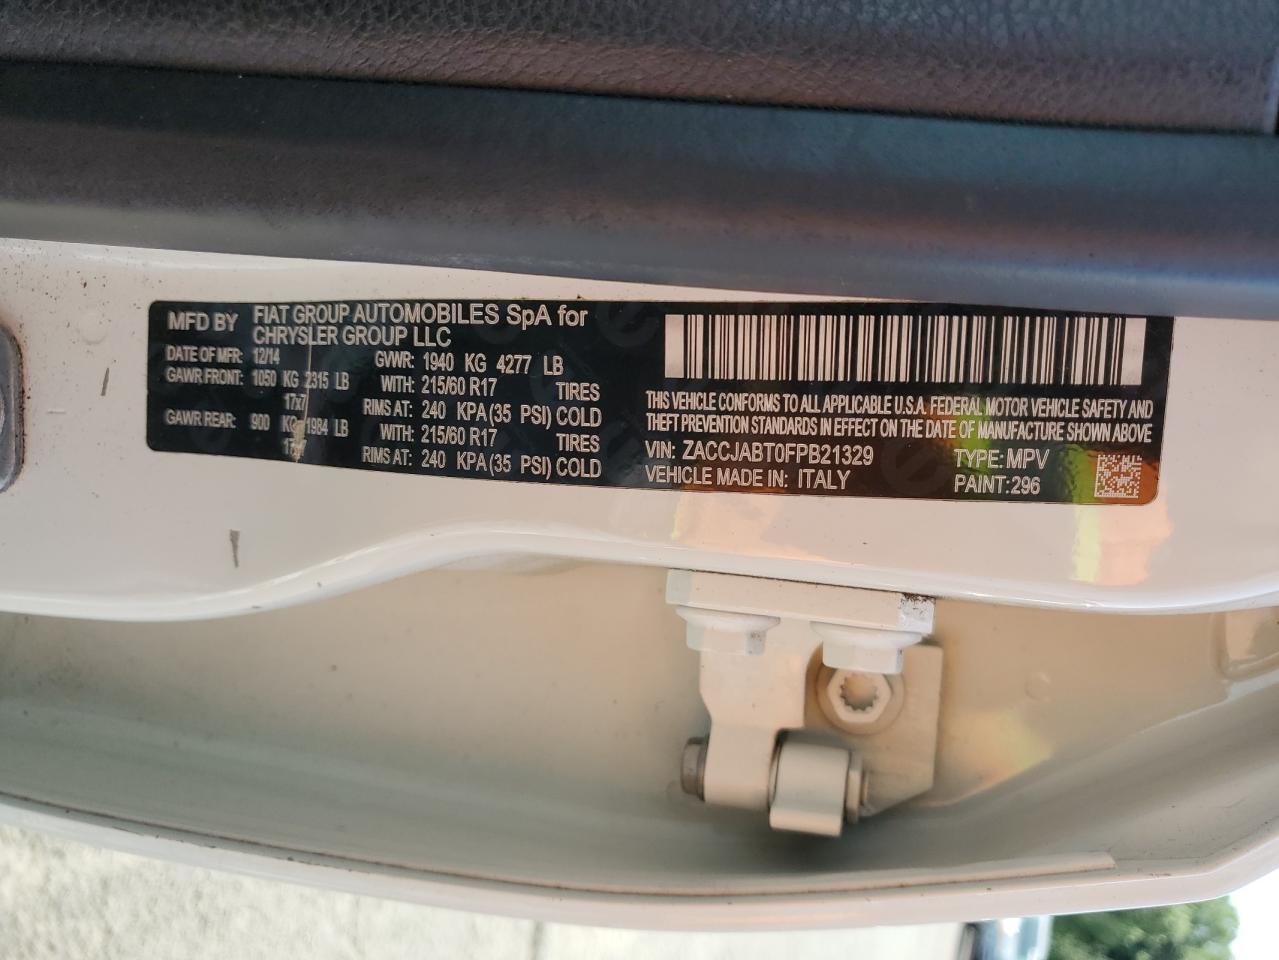 MFD BY FIAT GROUP AUTOMOBILES SpA for
CHRYSLER GROUP LLC
DATE OF MFR: 12/14 GVWR: 1940 KG 4277 LB
GAWR FRONT: 1050 KG 2315 LB WITH: 215/60 R17 TIRES
17x7 RIMS AT: 240 KPA (35 PSI) COLD
GAWR REAR: 900 KG 1984 LB WITH: 215/60 R17 TIRES
17x7 RIMS AT: 240 KPA (35 PSI) COLD
THIS VEHICLE CONFORMS TO ALL APPLICABLE U.S.A. FEDERAL MOTOR VEHICLE SAFETY AND
THEFT PREVENTION STANDARDS IN EFFECT ON THE DATE OF MANUFACTURE SHOWN ABOVE
VIN: ZACCJABT0FPB21329 TYPE: MPV
VEHICLE MADE IN: ITALY PAINT: 296